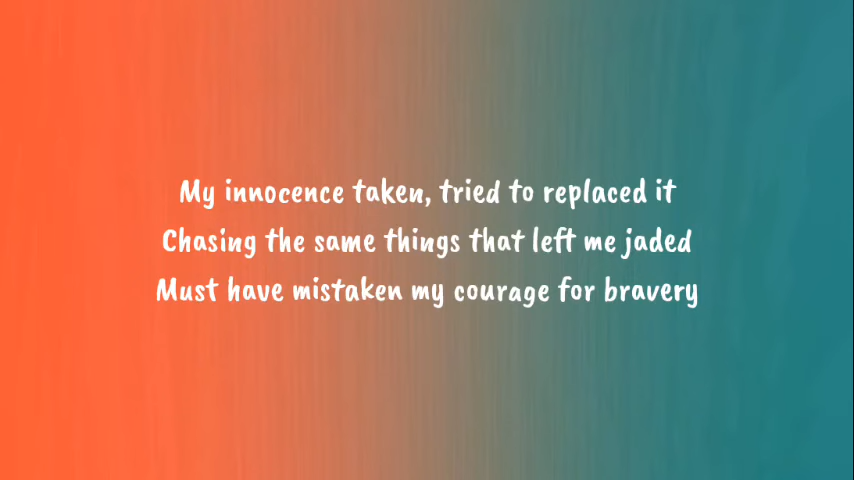 My innocence taken, tried to replaced it
Chasing the same things that left me jaded
Must have mistaken my courage for bravery